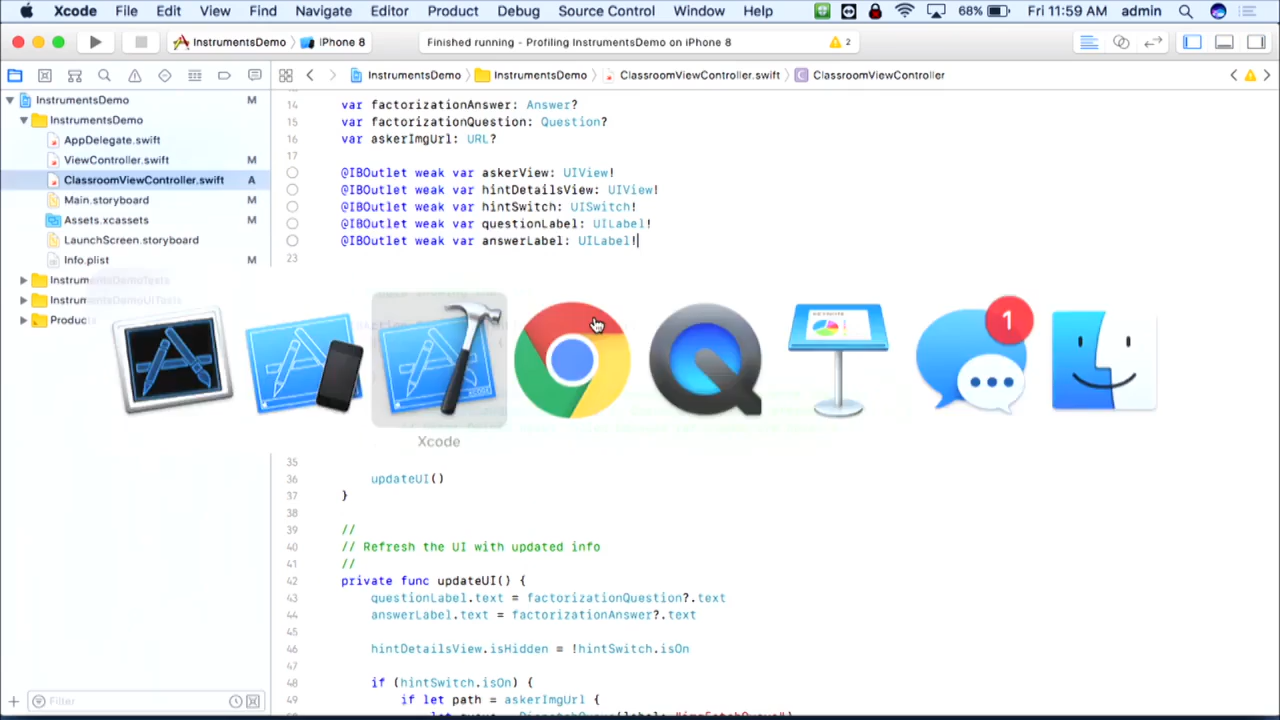 Xcode File Edit View Find Navigate Editor Product Debug Source Control Window Help 68% Fri 11:59 AM admin
InstrumentsDemo iPhone 8 Finished running - Profiling InstrumentsDemo on iPhone 8 2
InstrumentsDemo InstrumentsDemo ClassroomViewController.swift ClassroomViewController
InstrumentsDemo M
InstrumentsDemo
AppDelegate.swift
ViewController.swift M
ClassroomViewController.swift A
Main.storyboard M
Assets.xcassets M
LaunchScreen.storyboard
Info.plist M
InstrumentsDemoTests
InstrumentsDemoUITests
Produc
14 var factorizationAnswer: Answer?
15 var factorizationQuestion: Question?
16 var askerImgUrl: URL?
17
18 @IBOutlet weak var askerView: UIView!
@IBOutlet weak var hintDetailsView: UIView!
@IBOutlet weak var hintSwitch: UISwitch!
@IBOutlet weak var questionLabel: UILabel!
@IBOutlet weak var answerLabel: UILabel!
23
1
Xcode
35
36 updateUI()
37 }
38
39 //
40 // Refresh the UI with updated info
41 //
42 private func updateUI() {
43 questionLabel.text = factorizationQuestion?.text
44 answerLabel.text = factorizationAnswer?.text
45
46 hintDetailsView.isHidden = !hintSwitch.isOn
47
48 if (hintSwitch.isOn) {
49 if let path = askerImgUrl {
Filter